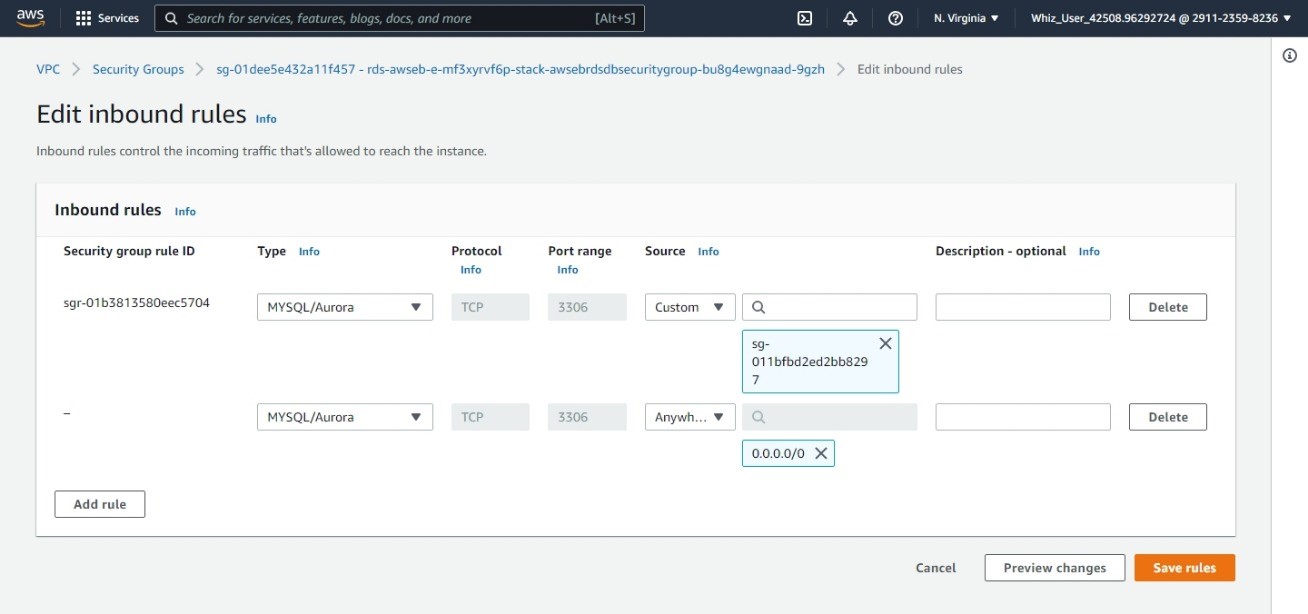 aws
Services
Search for services, features, blogs, docs, and more
[Alt+S]
N. Virginia
Whiz_User_42508.96292724 @ 2911-2359-8236
VPC
Security Groups
sg-01dee5e432a11f457 - rds-awseb-e-mf3xyrvf6p-stack-awsebrdsdbsecuritygroup-bu8g4ewgnaad-9gzh
Edit inbound rules
Edit inbound rules Info
Inbound rules control the incoming traffic that's allowed to reach the instance.
Inbound rules Info
Security group rule ID
Type Info
Protocol Info
Port range Info
Source Info
Description - optional Info
sgr-01b3813580eec5704
MYSQL/Aurora
TCP
3306
Custom
Delete
sg-
011bfbd2ed2bb829
7
–
MYSQL/Aurora
TCP
3306
Anywh...
Delete
0.0.0.0/0
Add rule
Cancel
Preview changes
Save rules